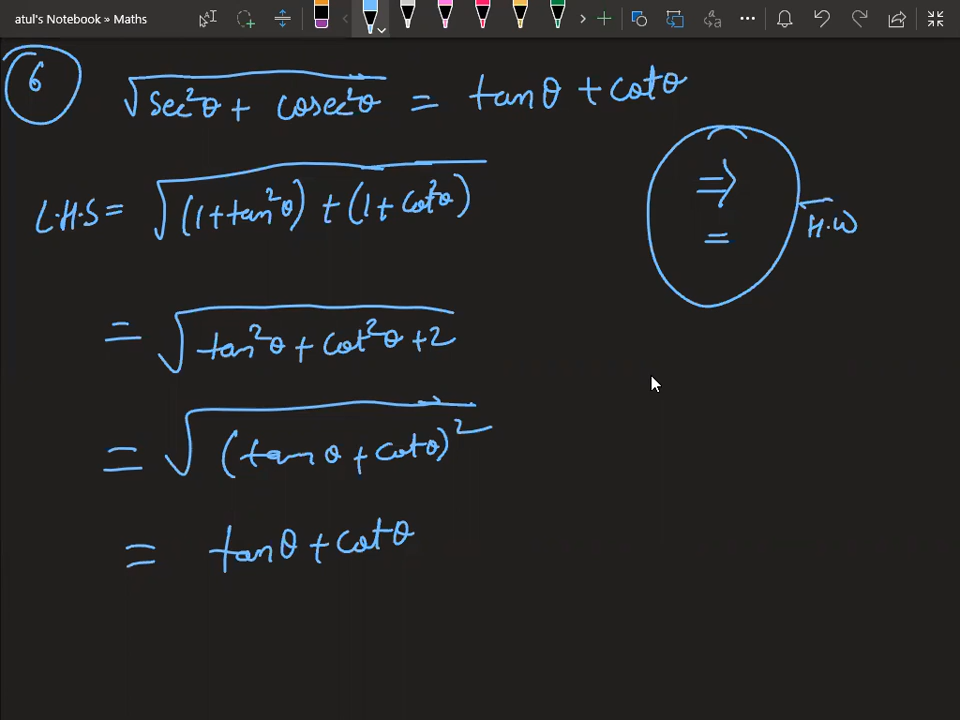 atul's Notebook » Maths
6
√sec²θ + cosec²θ = tanθ + cotθ
L.H.S = √(1+tan²θ) + (1+cot²θ)
= √tan²θ + cot²θ +2
= √(tanθ + cotθ)²
= tanθ + cotθ
⇒
=
H.W